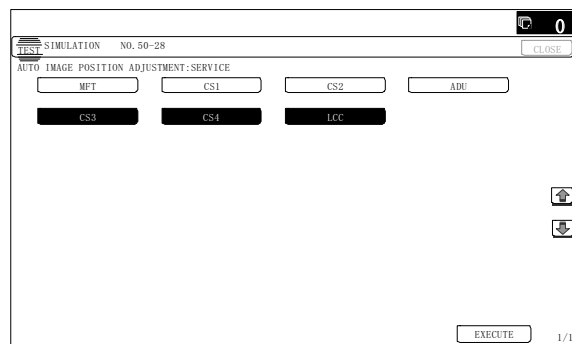 0
TEST SIMULATION NO. 50-28 CLOSE
AUTO IMAGE POSITION ADJUSTMENT:SERVICE
MFT CS1 CS2 ADU
CS3 CS4 LCC
EXECUTE 1/1